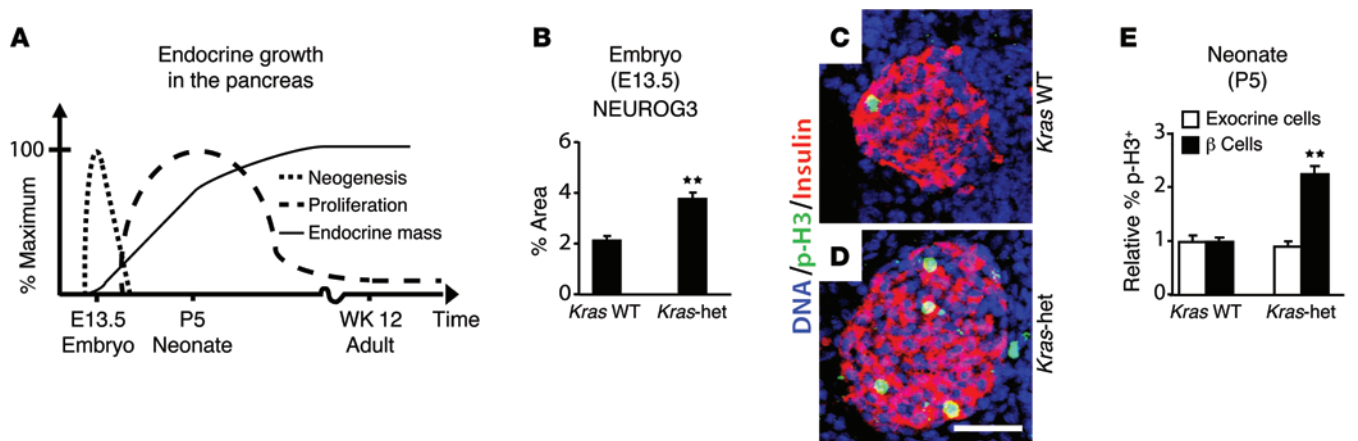 A
Endocrine growth
in the pancreas
% Maximum
100
Neogenesis
Proliferation
Endocrine mass
E13.5
Embryo
P5
Neonate
WK 12
Adult
Time
B
Embryo
(E13.5)
NEUROG3
% Area
6
4
2
0
★★
Kras WT
Kras-het
DNA/p-H3/Insulin
C
Kras WT
D
Kras-het
E
Neonate
(P5)
Relative % p-H3⁺
3
2
1
0
Exocrine cells
β Cells
★★
Kras WT
Kras-het